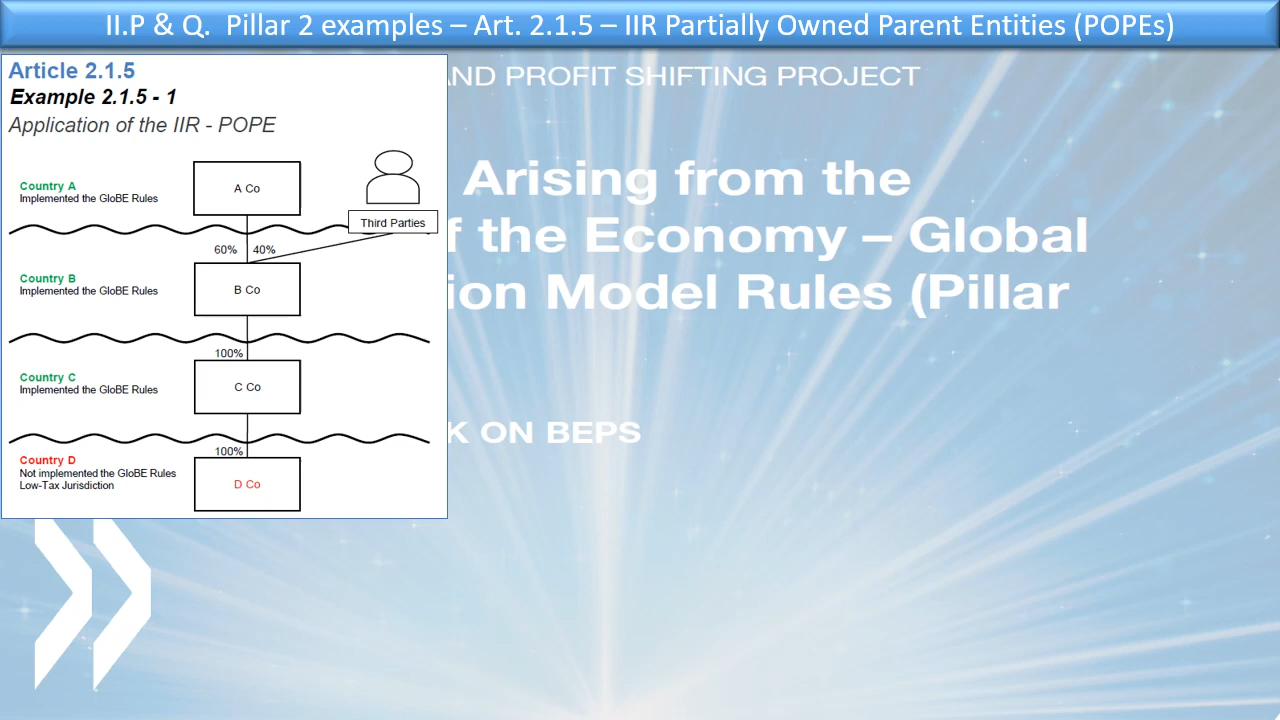 II.P & Q. Pillar 2 examples – Art. 2.1.5 – IIR Partially Owned Parent Entities (POPEs)
Article 2.1.5
Example 2.1.5 - 1
Application of the IIR - POPE
Country A
Implemented the GloBE Rules
A Co
Third Parties
60%
40%
Country B
Implemented the GloBE Rules
B Co
100%
Country C
Implemented the GloBE Rules
C Co
100%
Country D
Not implemented the GloBE Rules
Low-Tax Jurisdiction
D Co
AND PROFIT SHIFTING PROJECT
Arising from the
f the Economy – Global
ion Model Rules (Pillar
K ON BEPS